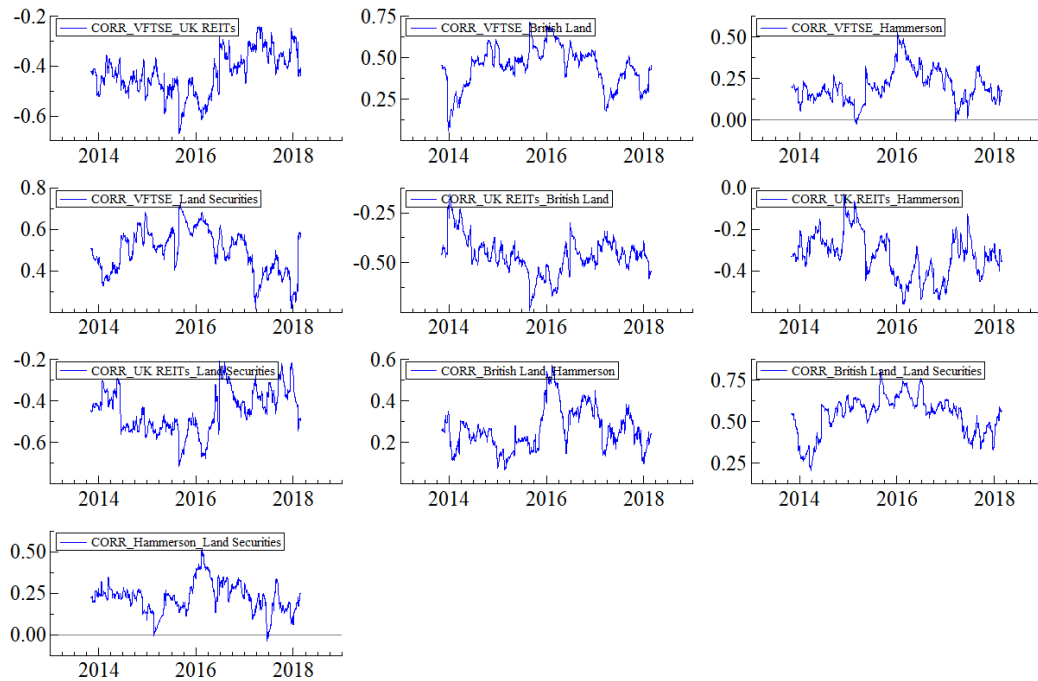 CORR_VFTSE_UK REITs
-0.2
-0.4
-0.6
2014 2016 2018
CORR_VFTSE_British Land
0.75
0.50
0.25
2014 2016 2018
CORR_VFTSE_Hammerson
0.50
0.25
0.00
2014 2016 2018
CORR_VFTSE_Land Securities
0.8
0.6
0.4
2014 2016 2018
CORR_UK REITs_British Land
-0.25
-0.50
2014 2016 2018
CORR_UK REITs_Hammerson
0.0
-0.2
-0.4
2014 2016 2018
CORR_UK REITs_Land Securities
-0.2
-0.4
-0.6
2014 2016 2018
CORR_British Land_Hammerson
0.6
0.4
0.2
2014 2016 2018
CORR_British Land_Land Securities
0.75
0.50
0.25
2014 2016 2018
CORR_Hammerson_Land Securities
0.50
0.25
0.00
2014 2016 2018